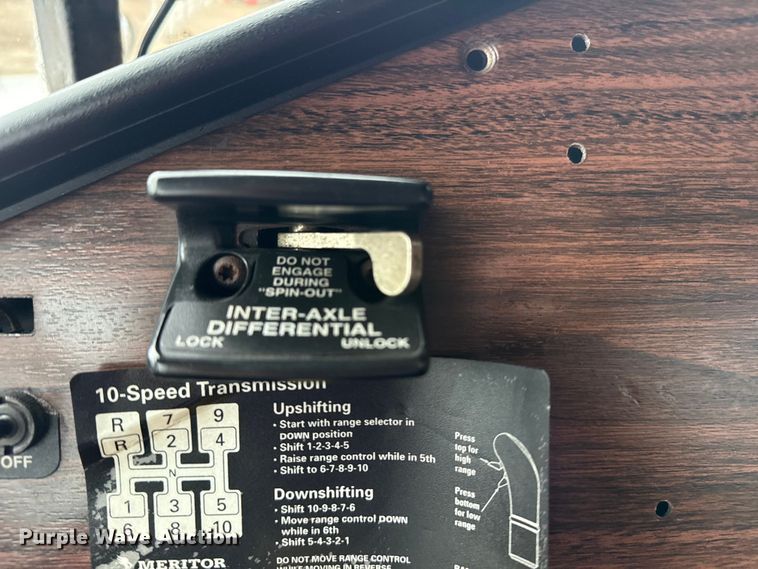 DO NOT
ENGAGE
DURING
"SPIN-OUT"
INTER-AXLE
DIFFERENTIAL
LOCK UNLOCK
10-Speed Transmission
R 7 9
R 2 4
N
1 3 5
6 8 10
MERITOR
Upshifting
• Start with range selector in
DOWN position
• Shift 1-2-3-4-5
• Raise range control while in 5th
• Shift to 6-7-8-9-10
Downshifting
• Shift 10-9-8-7-6
• Move range control DOWN
while in 6th
• Shift 5-4-3-2-1
DO NOT MOVE RANGE CONTROL
WHILE MOVING IN REVERSE
Press
top for
high
range
Press
bottom
for low
range
OFF
Purple Wave Auction